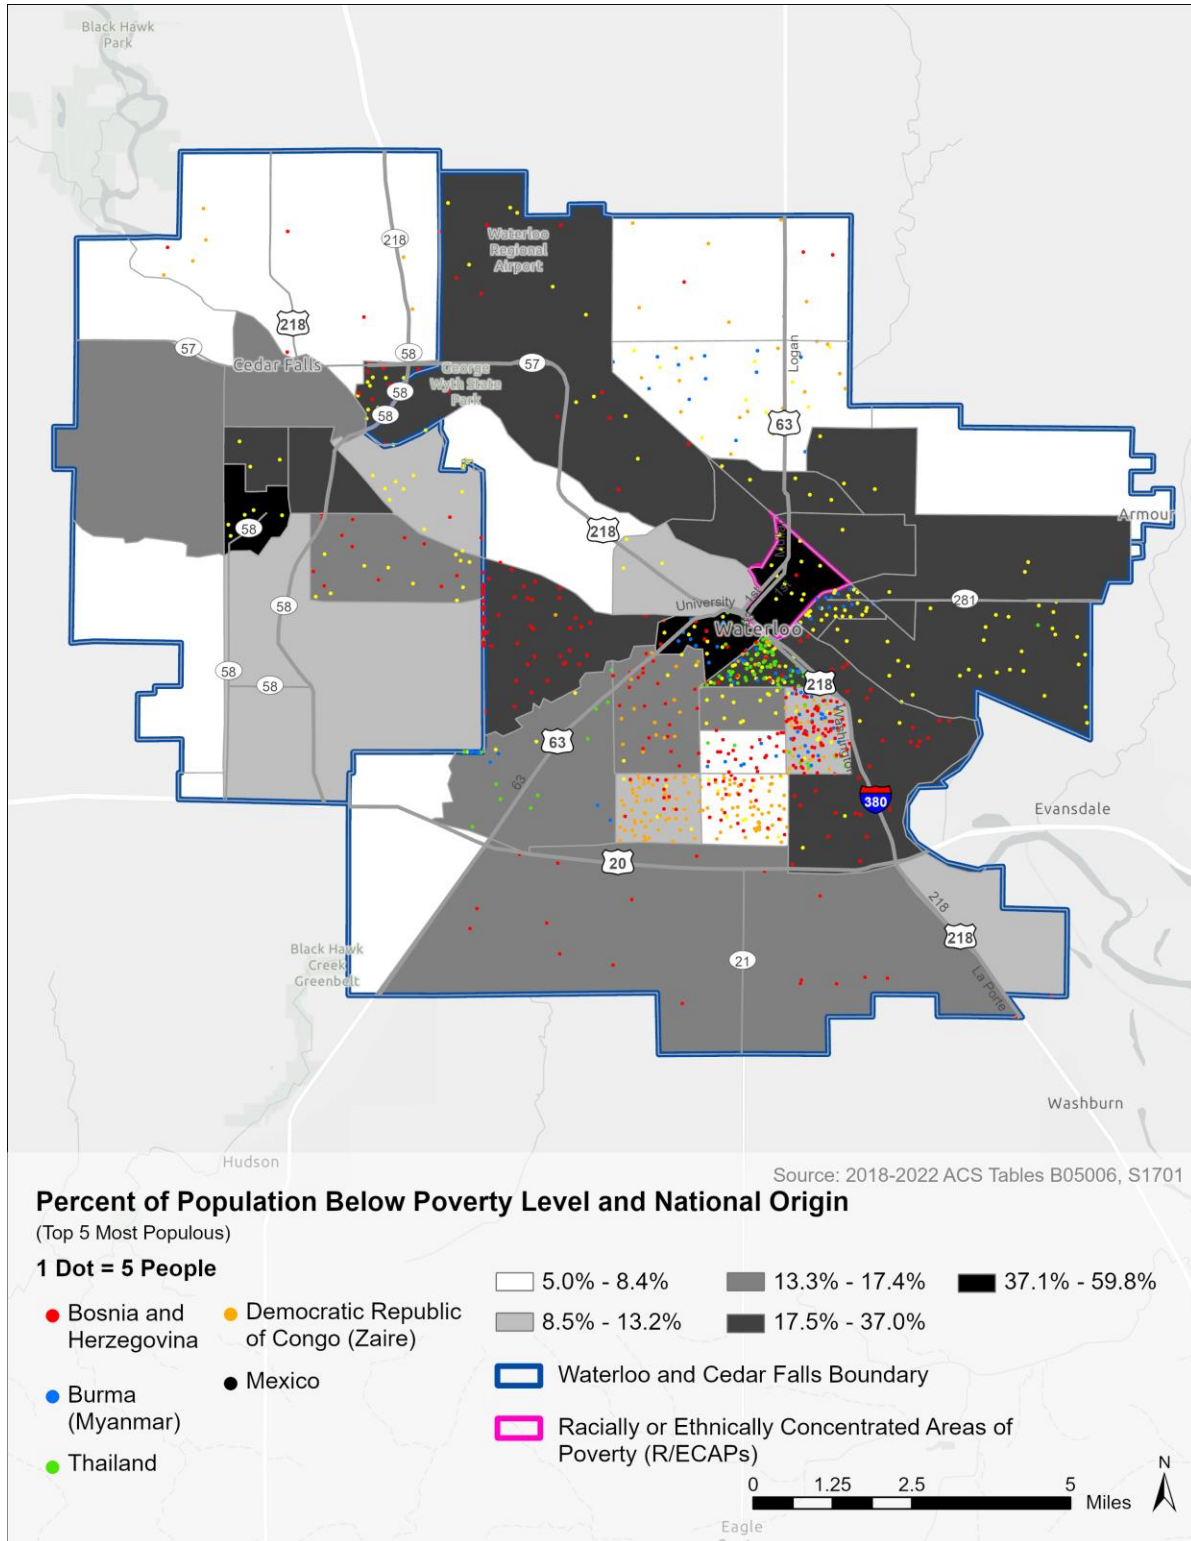 Black Hawk
Park
218
Waterloo
Regional
Airport
218
Logan
57
Cedar Falls
58
57
George
Wyth State
Park
58
58
63
58
218
Armour
1st
1st
University
281
58
Waterloo
58
58
218
63
Washington
63
380
Evansdale
20
218
218
Black Hawk
Creek
Greenbelt
21
La Porte
Washburn
Hudson
Source: 2018-2022 ACS Tables B05006, S1701
Percent of Population Below Poverty Level and National Origin
(Top 5 Most Populous)
1 Dot = 5 People
Bosnia and
Herzegovina
Democratic Republic
of Congo (Zaire)
Burma
(Myanmar)
Mexico
Thailand
5.0% - 8.4%
13.3% - 17.4%
37.1% - 59.8%
8.5% - 13.2%
17.5% - 37.0%
Waterloo and Cedar Falls Boundary
Racially or Ethnically Concentrated Areas of
Poverty (R/ECAPs)
N
0 1.25 2.5 5
Miles
Eagle